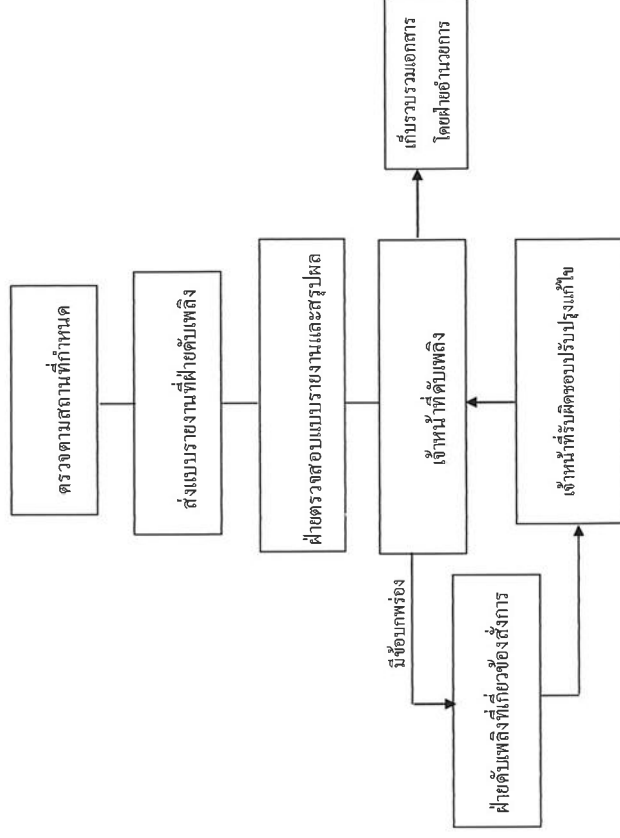 ตรวจตามสถานที่กำหนด
ส่งแบบรายงานที่ฝ่ายดับเพลิง
ฝ่ายตรวจสอบแบบรายงานและสรุปผล
เจ้าหน้าที่ดับเพลิง
เก็บรวบรวมเอกสาร
โดยฝ่ายอำนวยการ
มีข้อบกพร่อง
ฝ่ายดับเพลิงที่เกี่ยวข้องสั่งการ
เจ้าหน้าที่รับผิดชอบปรับปรุงแก้ไข